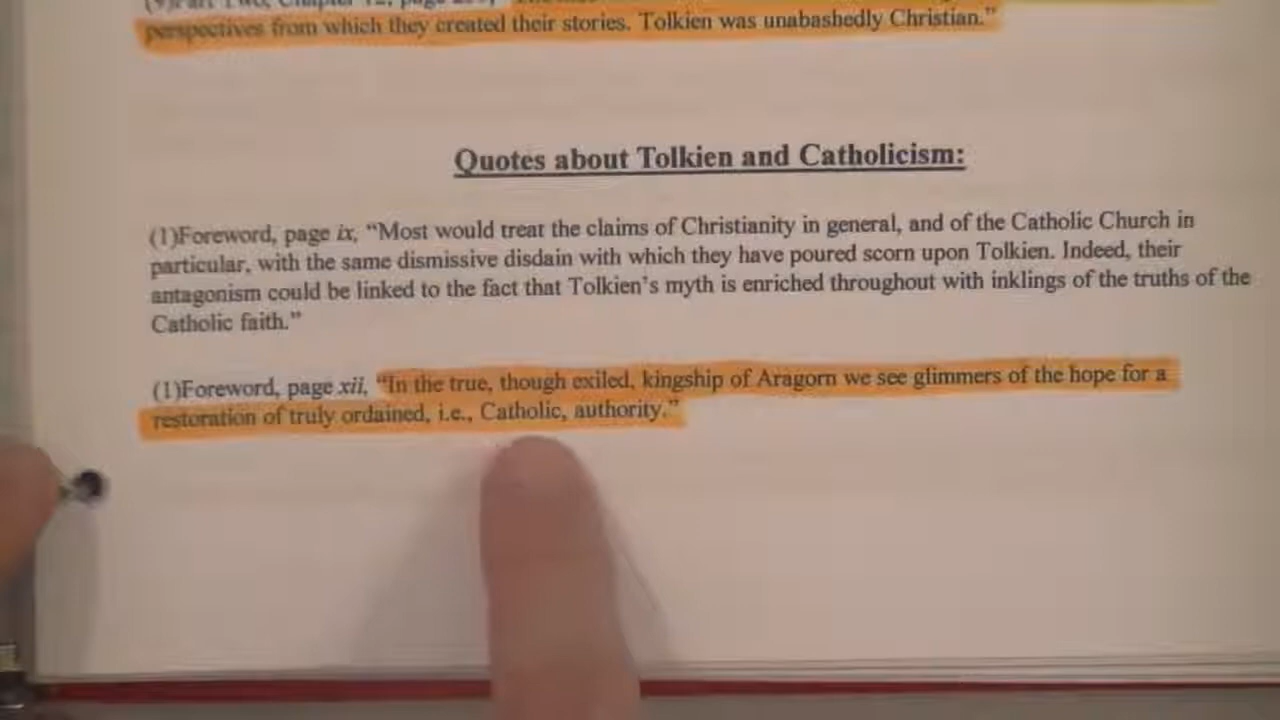 perspectives from which they created their stories. Tolkien was unabashedly Christian.”
Quotes about Tolkien and Catholicism:
(1)Foreword, page ix, “Most would treat the claims of Christianity in general, and of the Catholic Church in
particular, with the same dismissive disdain with which they have poured scorn upon Tolkien. Indeed, their
antagonism could be linked to the fact that Tolkien’s myth is enriched throughout with inklings of the truths of the
Catholic faith.”
(1)Foreword, page xii, “In the true, though exiled, kingship of Aragorn we see glimmers of the hope for a
restoration of truly ordained, i.e., Catholic, authority.”